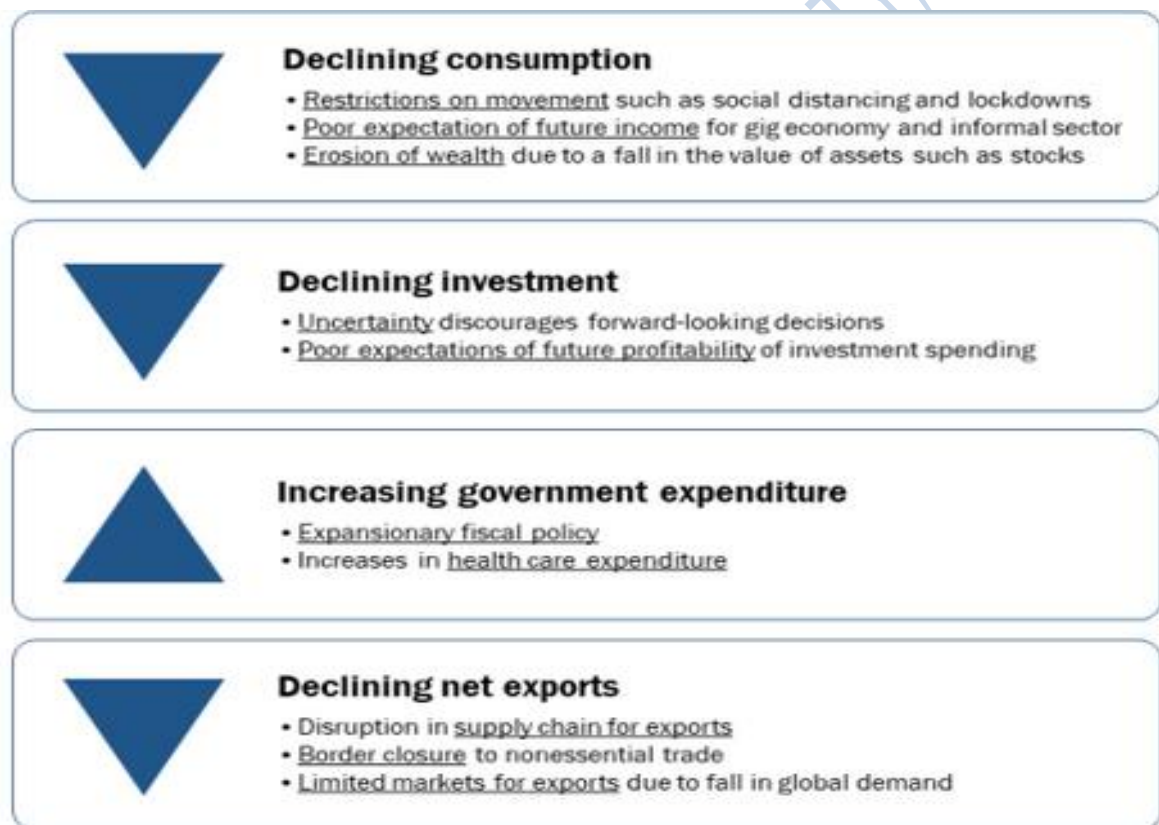 Declining consumption
• Restrictions on movement such as social distancing and lockdowns
• Poor expectation of future income for gig economy and informal sector
• Erosion of wealth due to a fall in the value of assets such as stocks
Declining investment
• Uncertainty discourages forward-looking decisions
• Poor expectations of future profitability of investment spending
Increasing government expenditure
• Expansionary fiscal policy
• Increases in health care expenditure
Declining net exports
• Disruption in supply chain for exports
• Border closure to nonessential trade
• Limited markets for exports due to fall in global demand